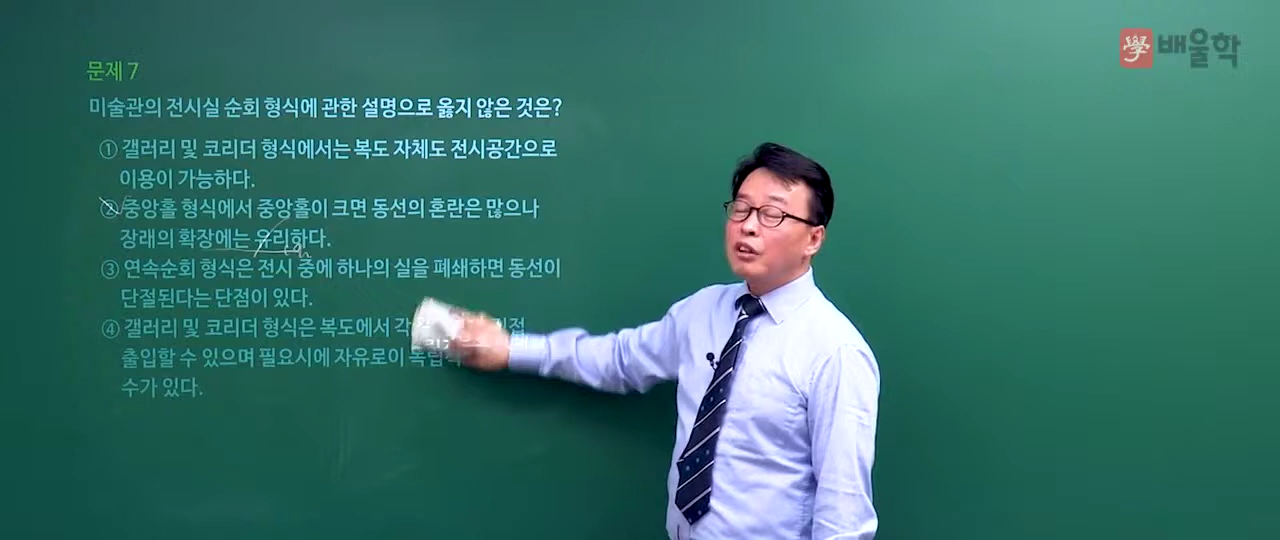 學 배울학
문제 7
미술관의 전시실 순회 형식에 관한 설명으로 옳지 않은 것은?
① 갤러리 및 코리더 형식에서는 복도 자체도 전시공간으로
이용이 가능하다.
② 중앙홀 형식에서 중앙홀이 크면 동선의 혼란은 많으나
장래의 확장에는 유리하다.
③ 연속순회 형식은 전시 중에 하나의 실을 폐쇄하면 동선이
단절된다는 단점이 있다.
④ 갤러리 및 코리더 형식은 복도에서
출입할 수 있으며 필요시에 자유로이
수가 있다.